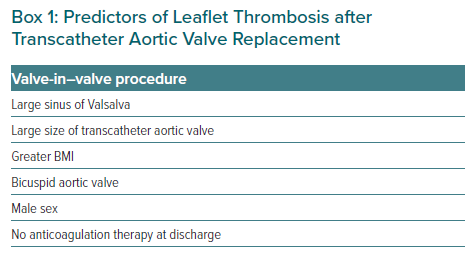 Box 1: Predictors of Leaflet Thrombosis after
Transcatheter Aortic Valve Replacement
Valve-in–valve procedure
Large sinus of Valsalva
Large size of transcatheter aortic valve
Greater BMI
Bicuspid aortic valve
Male sex
No anticoagulation therapy at discharge